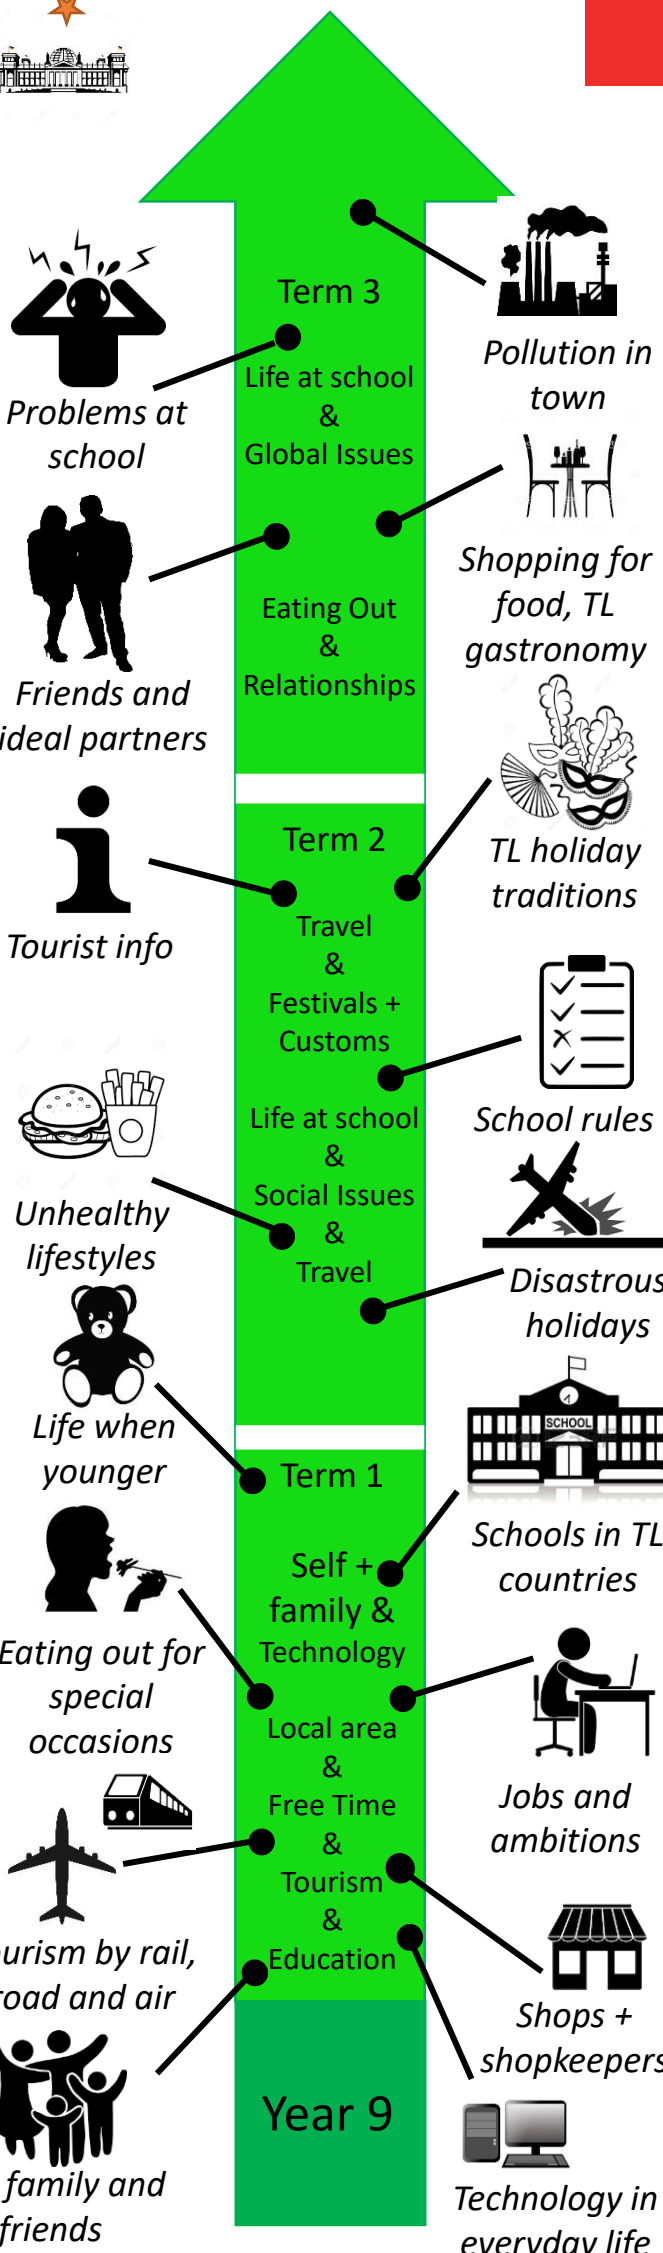 Term 3
Life at school
&
Global Issues
Pollution in
town
Problems at
school
Shopping for
food, TL
gastronomy
Eating Out
&
Relationships
Friends and
ideal partners
Term 2
Travel
&
Festivals +
Customs
TL holiday
traditions
Tourist info
Life at school
&
Social Issues
&
Travel
School rules
Unhealthy
lifestyles
Disastrous
holidays
Life when
younger
Term 1
Self +
family &
Technology
SCHOOL
Schools in TL
countries
Eating out for
special
occasions
Local area
&
Free Time
&
Tourism
&
Education
Jobs and
ambitions
ourism by rail,
road and air
Shops +
shopkeepers
Year 9
family and
friends
Technology in
everyday life